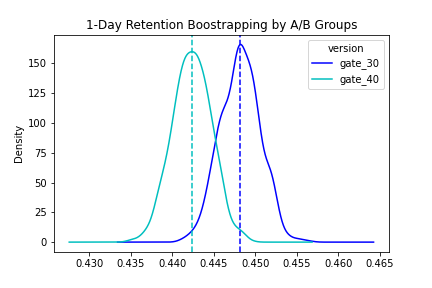 1-Day Retention Boostrapping by A/B Groups
version
gate_30
gate_40
Density
150
125
100
75
50
25
0
0.430 0.435 0.440 0.445 0.450 0.455 0.460 0.465